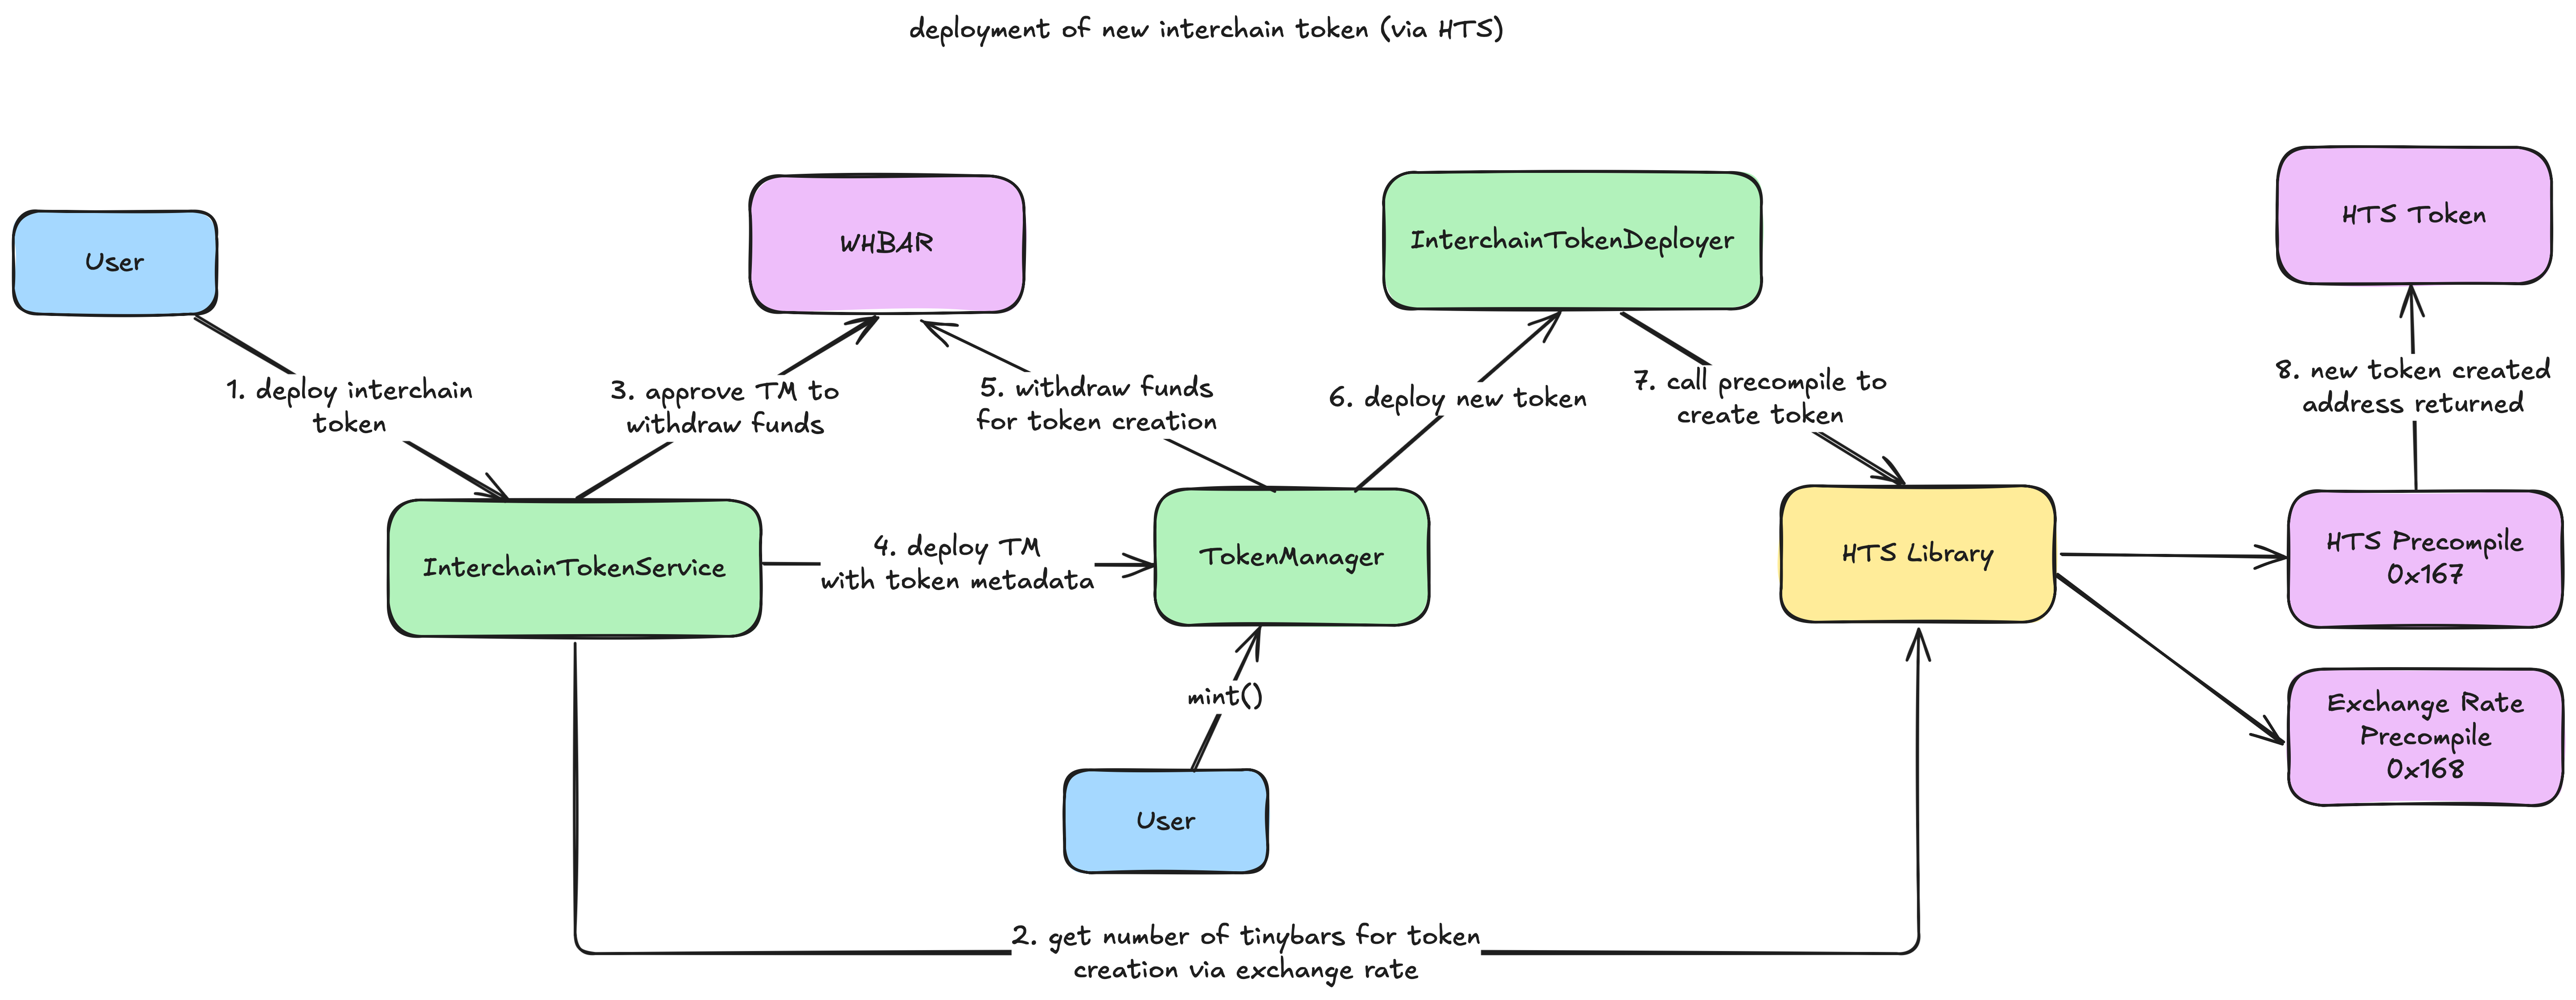 deployment of new interchain token (via HTS)
User
WHBAR
InterchainTokenDeployer
HTS Token
1. deploy interchain
token
3. approve TM to
withdraw funds
5. withdraw funds
for token creation
6. deploy new token
7. call precompile to
create token
8. new token created
address returned
InterchainTokenService
4. deploy TM
with token metadata
TokenManager
HTS Library
HTS Precompile
0x167
mint()
Exchange Rate
Precompile
0x168
User
2. get number of tinybars for token
creation via exchange rate